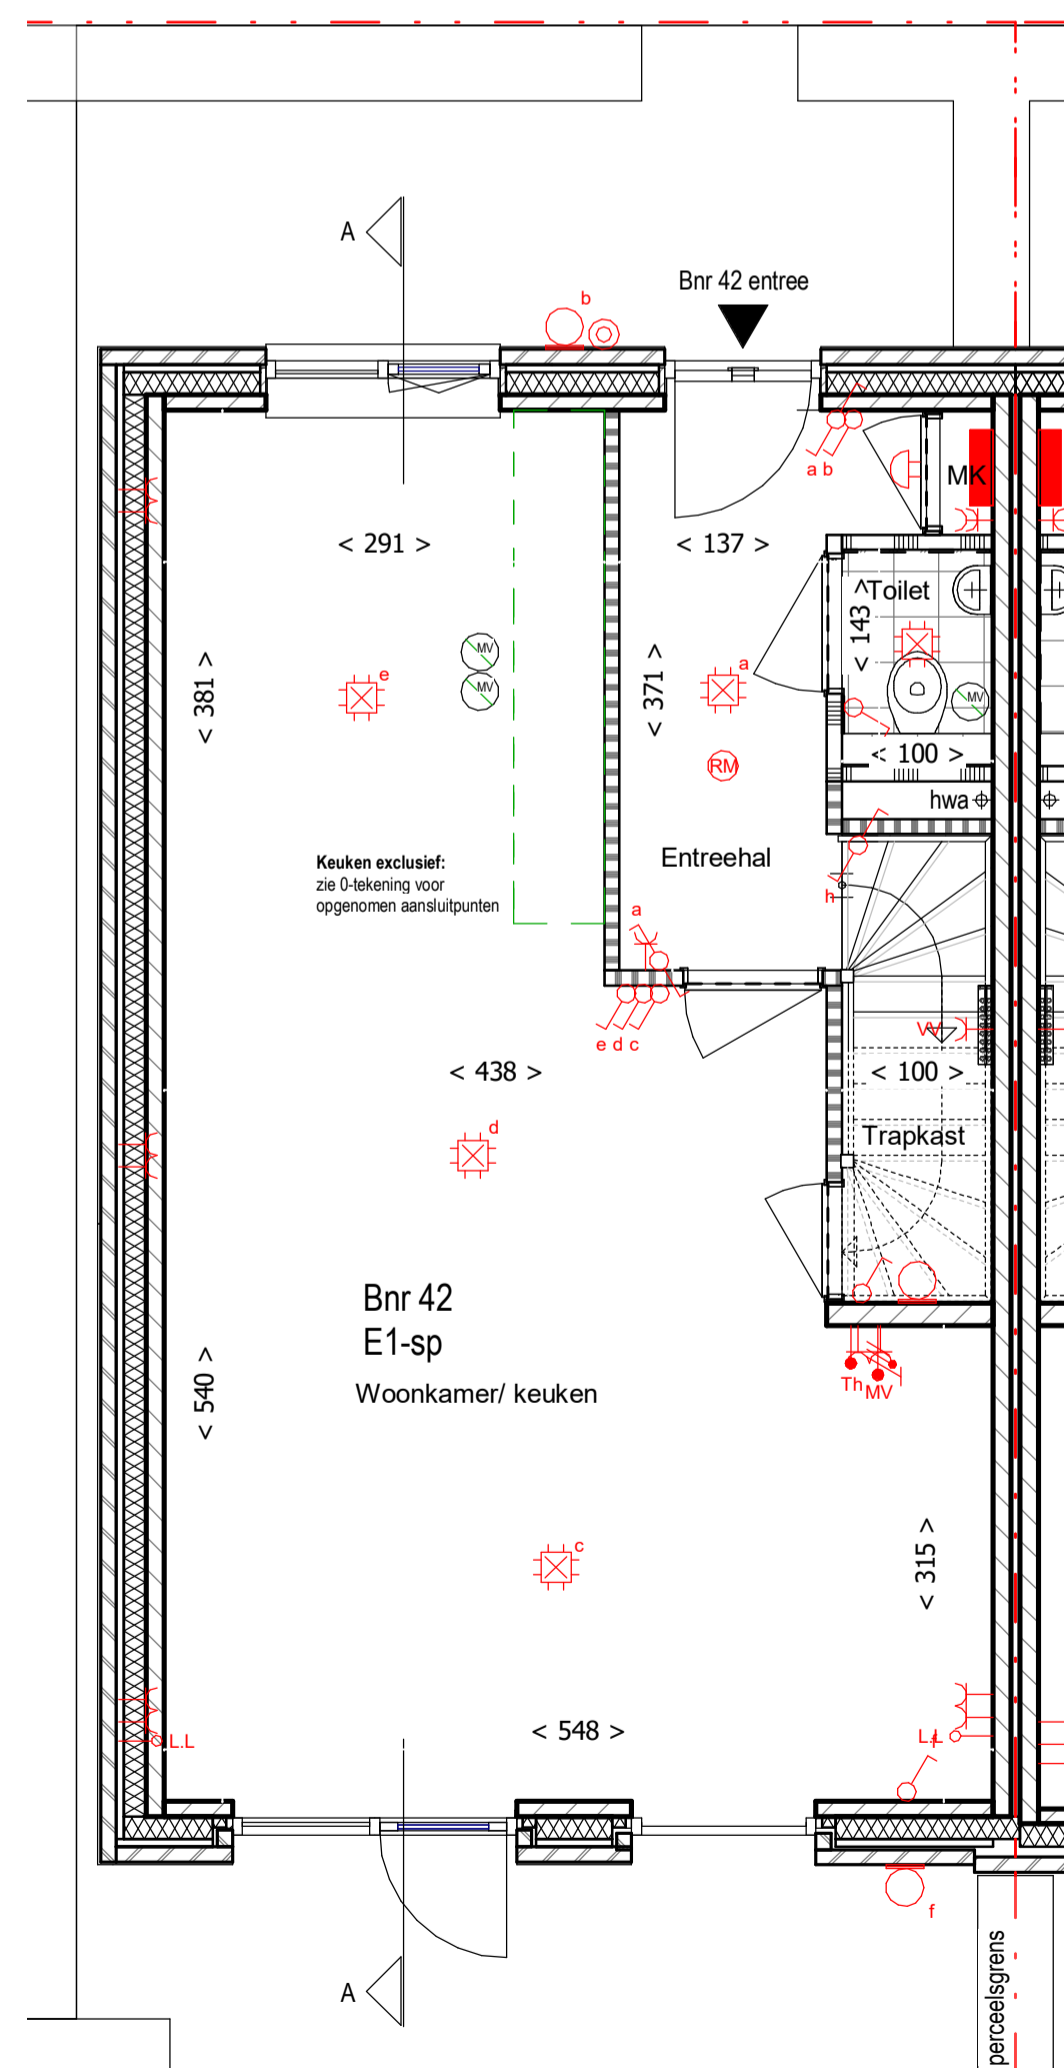 A
b
Bnr 42 entree
a b
MK
< 291 >
< 137 >
Toilet
< 143 >
MV
MV
e
a
< 381 >
< 371 >
MV
< 100 >
RM
hwa
Entreehal
Keuken exclusief:
zie 0-tekening voor
opgenomen aansluitpunten
h
a
e d c
VV
< 438 >
< 100 >
d
Trapkast
Bnr 42
E1-sp
Woonkamer/ keuken
< 540 >
Th
MV
c
< 315 >
< 548 >
L.L
L.L
f
f
A
perceelsgrens